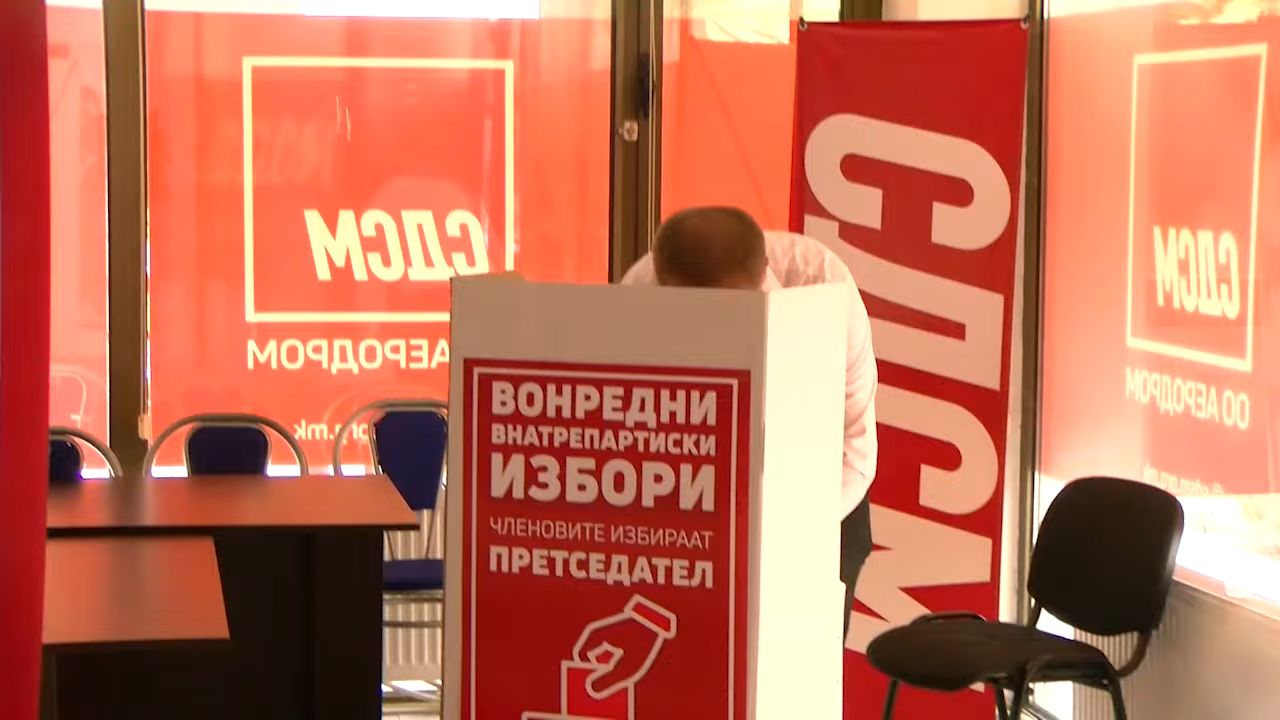 СДСМ
АЕРОДРОМ
СДСМ
СДСМ
ОО АЕРОДРОМ
ВОНРЕДНИ
ВНАТРЕПАРТИСКИ
ИЗБОРИ
ЧЛЕНОВИТЕ ИЗБИРААТ
ПРЕТСЕДАТЕЛ